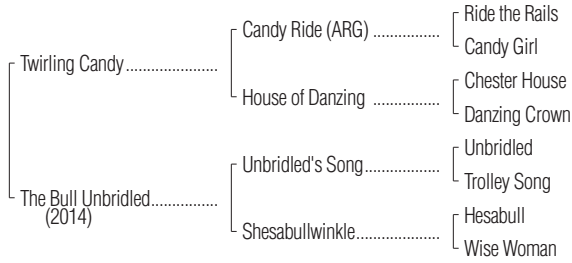 Ride the Rails
Candy Ride (ARG) ................
Candy Girl
Twirling Candy......................
Chester House
House of Danzing ................
Danzing Crown
Unbridled
Unbridled's Song..................
Trolley Song
The Bull Unbridled................
(2014)
Hesabull
Shesabullwinkle....................
Wise Woman